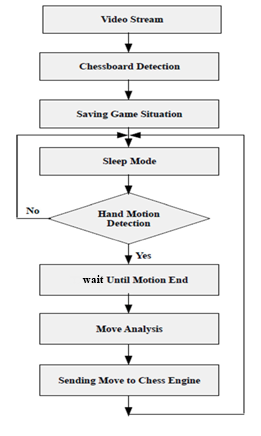 Video Stream
Chessboard Detection
Saving Game Situation
Sleep Mode
No
Hand Motion
Detection
Yes
wait Until Motion End
Move Analysis
Sending Move to Chess Engine